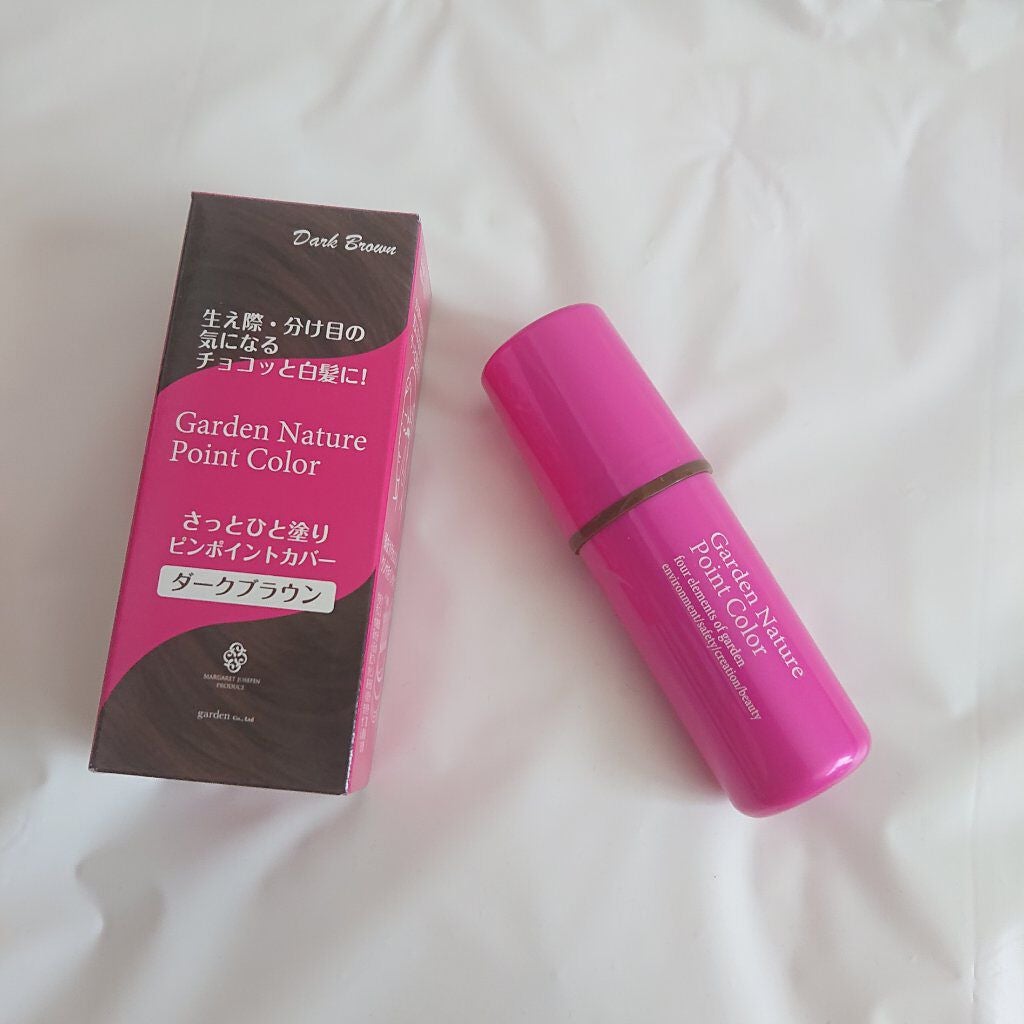 Dark Brown
生え際・分け目の
気になる
チョコッと白髪に!
Garden Nature
Point Color
さっとひと塗り
ピンポイントカバー
ダークブラウン
MARGARET JOSEFIN
PRODUCT
garden Co., Ltd
Garden Nature
Point Color
four elements of garden
environment/safety/creation/beauty